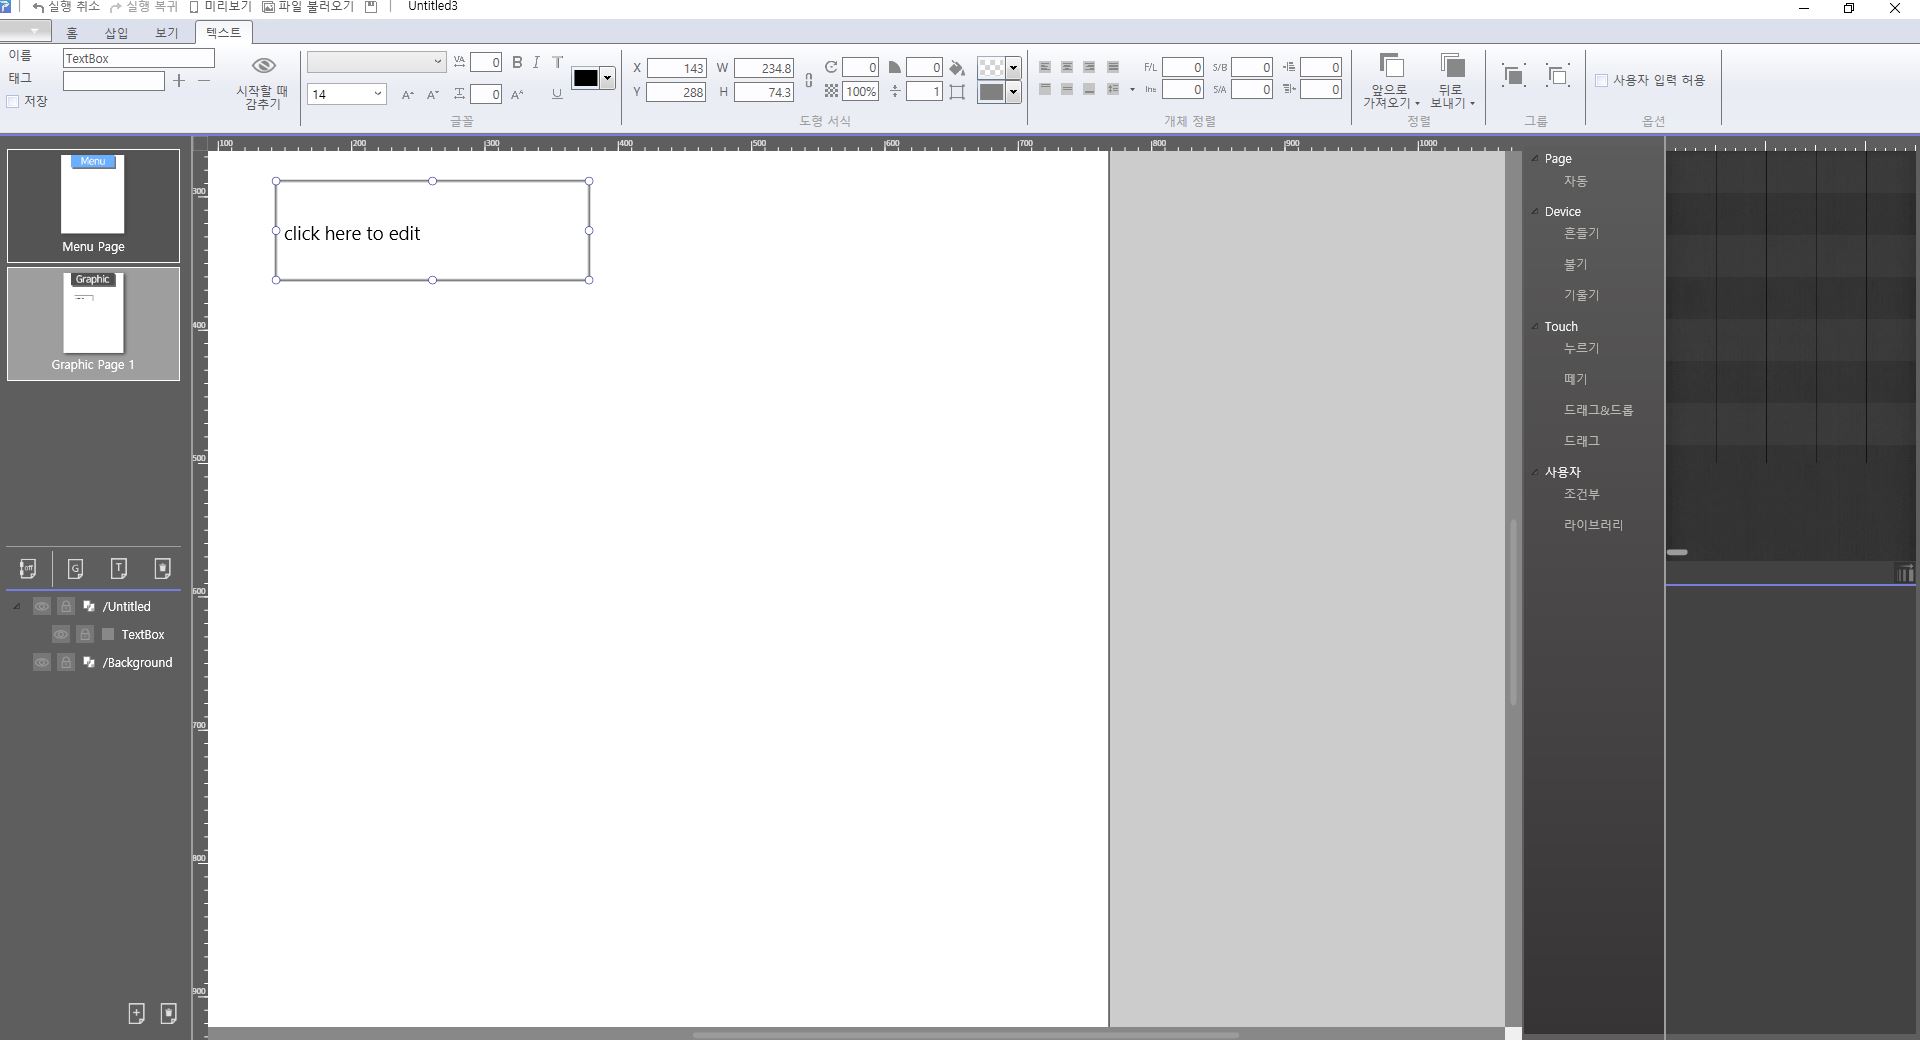 실행 취소 실행 복귀 미리보기 파일 불러오기 Untitled3
홈 삽입 보기 텍스트
이름 TextBox
태그
저장
시작할 때
감추기
14
0
0
B I T
U
글꼴
X 143 W 234.8 0 0
Y 288 H 74.3 100% 1
도형 서식
F/L 0 S/B 0 0
Ins 0 S/A 0 0
개체 정렬
앞으로
가져오기
뒤로
보내기
정렬
그룹
사용자 입력 허용
옵션
100 200 300 400 500 600 700 800 900 1000
300
400
500
600
700
800
900
Menu
Menu Page
Graphic
Graphic Page 1
off G T
/Untitled
TextBox
/Background
click here to edit
Page
자동
Device
흔들기
불기
기울기
Touch
누르기
떼기
드래그&드롭
드래그
사용자
조건부
라이브러리